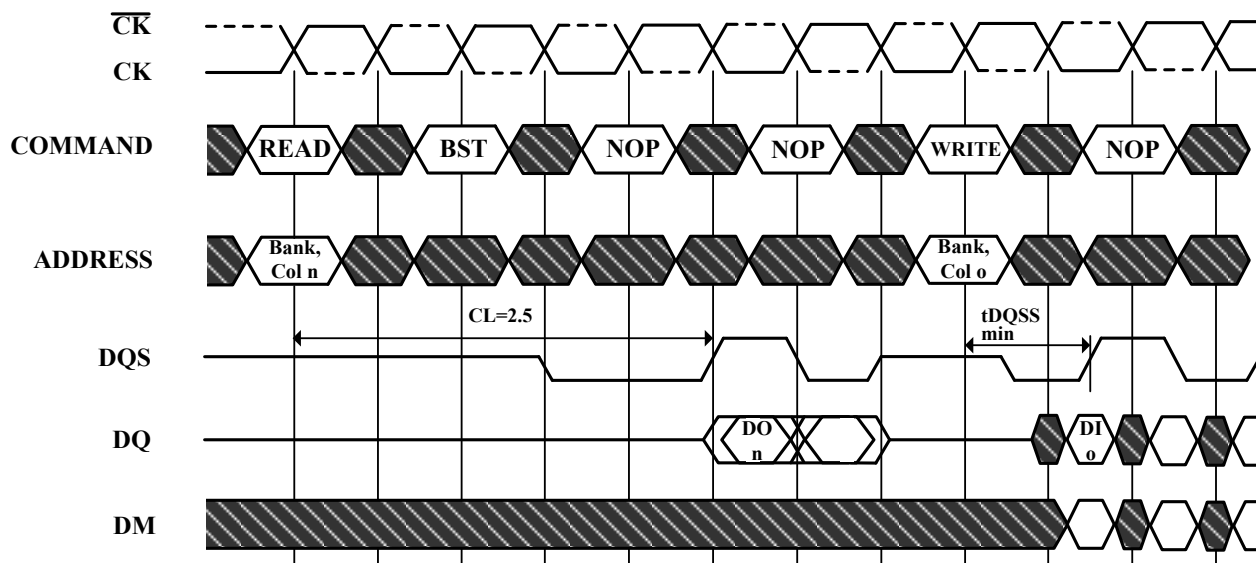 CK
CK
COMMAND READ BST NOP NOP WRITE NOP
ADDRESS Bank, Col n Bank, Col o
CL=2.5 tDQSS min
DQS
DQ DO n DI o
DM